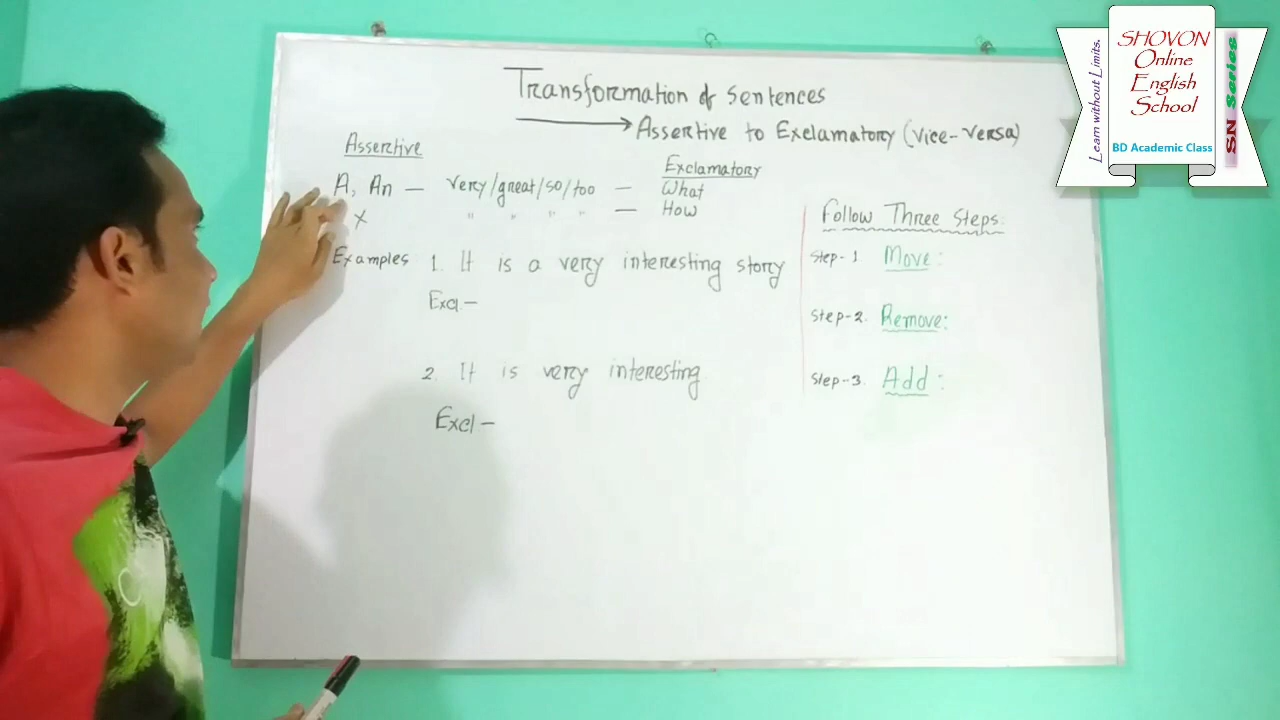 Transformation of Sentences
Assertive to Exclamatory (Vice-Versa)
Assertive
Exclamatory
A, An — very/great/so/too — What
x " " " " — How
Examples 1. It is a very interesting story
Excl —
2. It is very interesting
Excl —
Follow Three Steps:
Step-1 Move:
Step-2. Remove:
Step-3. Add:
Learn without Limits.
SHOVON
Online
English
School
BD Academic Class
SN Series